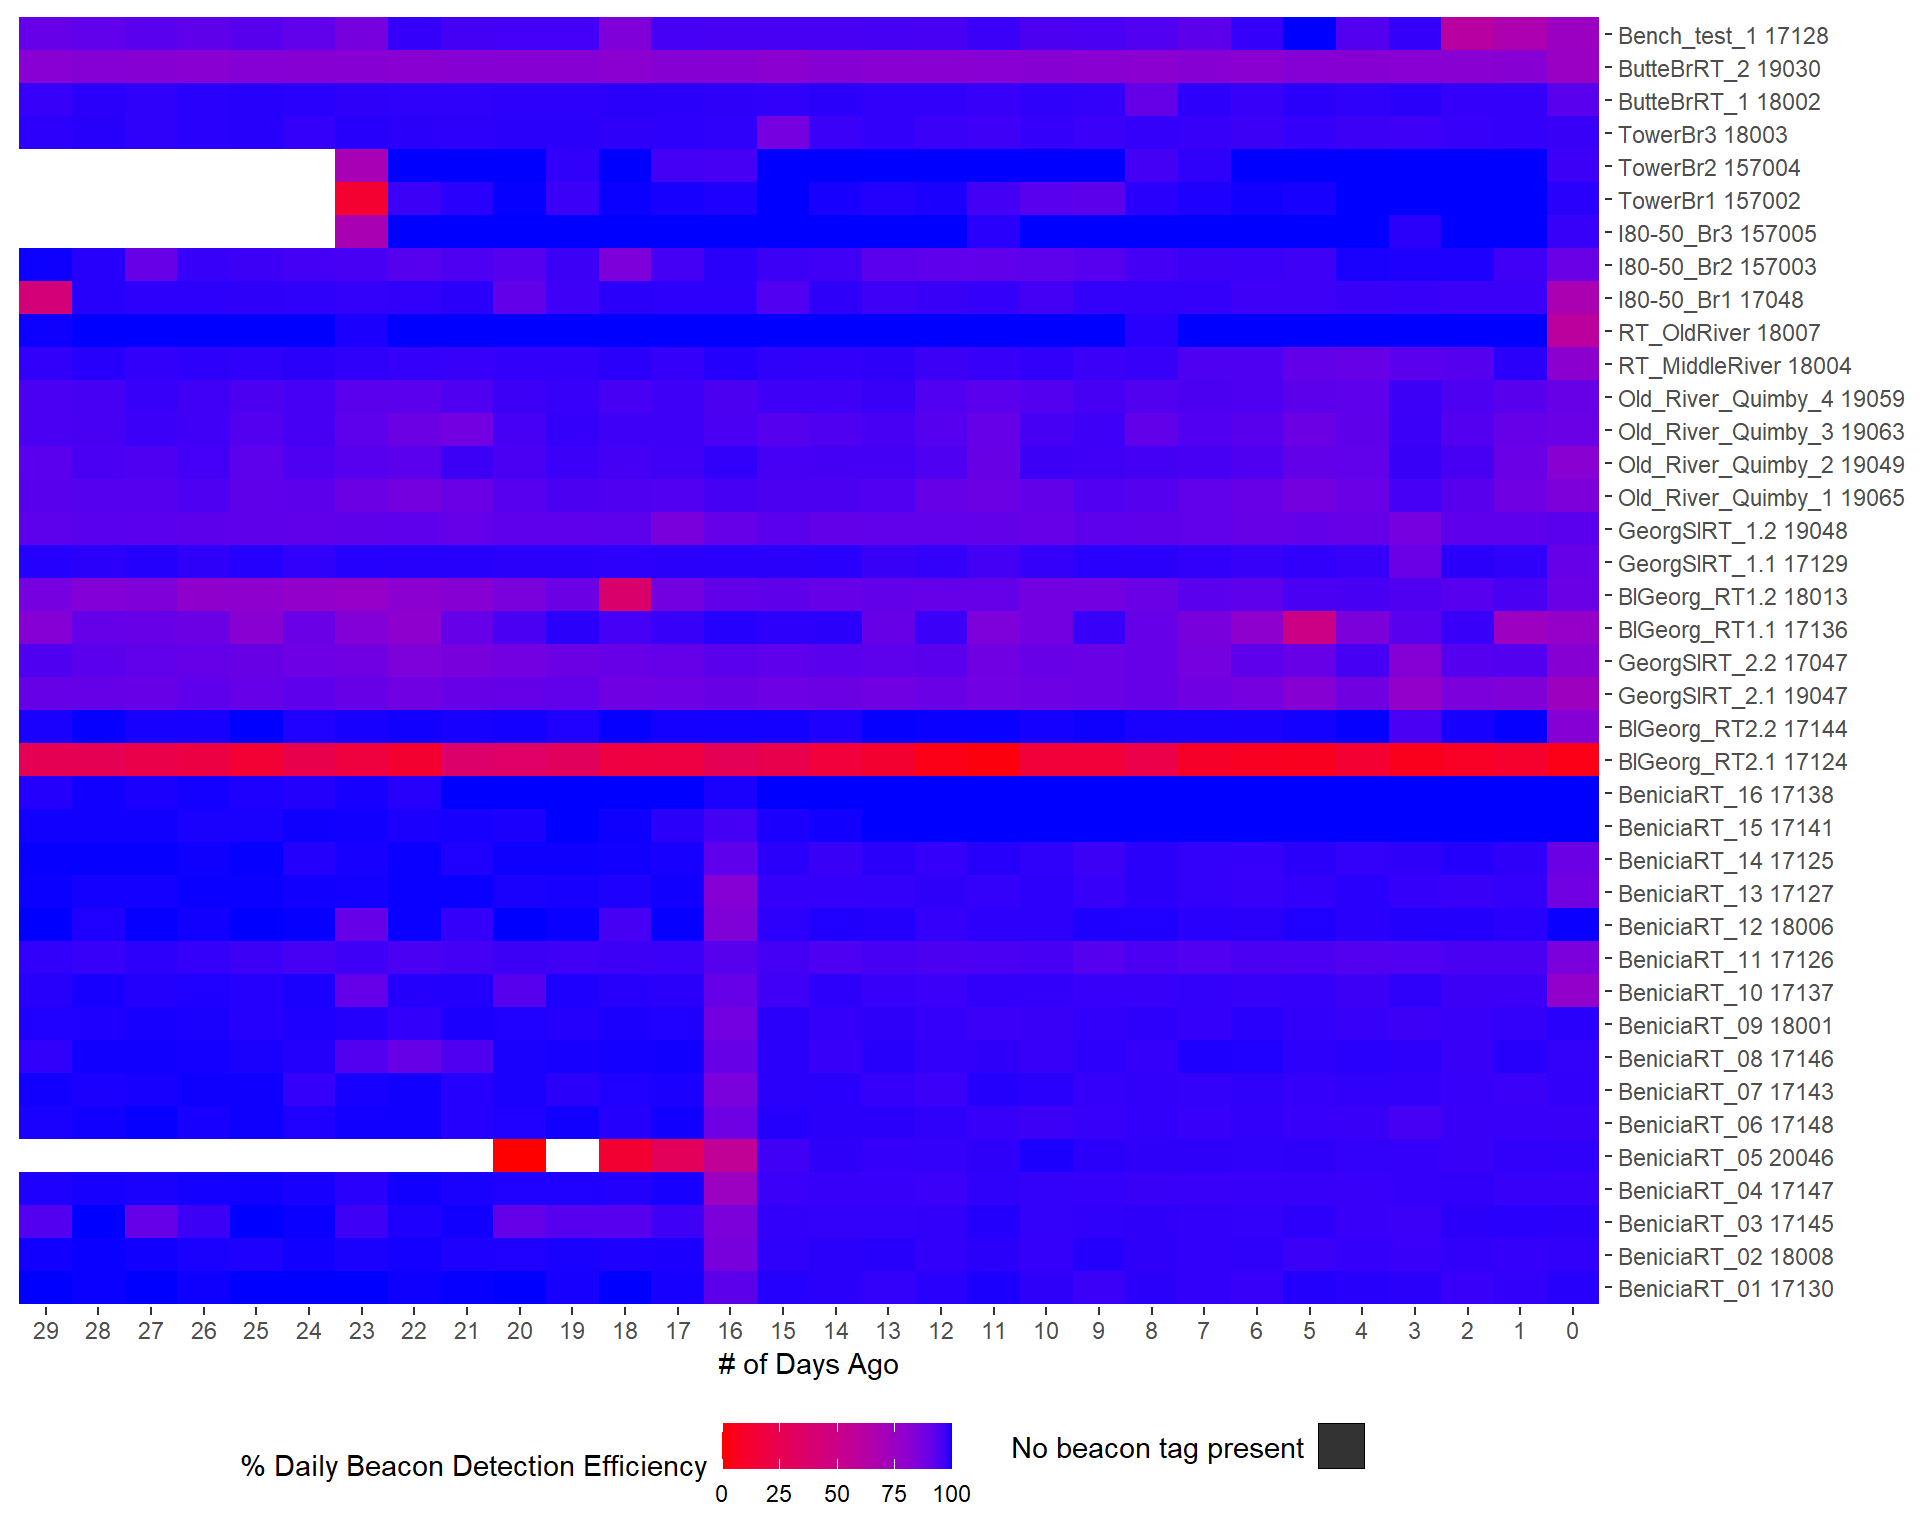 Bench_test_1 17128
ButteBrRT_2 19030
ButteBrRT_1 18002
TowerBr3 18003
TowerBr2 157004
TowerBr1 157002
I80-50_Br3 157005
I80-50_Br2 157003
I80-50_Br1 17048
RT_OldRiver 18007
RT_MiddleRiver 18004
Old_River_Quimby_4 19059
Old_River_Quimby_3 19063
Old_River_Quimby_2 19049
Old_River_Quimby_1 19065
GeorgSlRT_1.2 19048
GeorgSlRT_1.1 17129
BlGeorg_RT1.2 18013
BlGeorg_RT1.1 17136
GeorgSlRT_2.2 17047
GeorgSlRT_2.1 19047
BlGeorg_RT2.2 17144
BlGeorg_RT2.1 17124
BeniciaRT_16 17138
BeniciaRT_15 17141
BeniciaRT_14 17125
BeniciaRT_13 17127
BeniciaRT_12 18006
BeniciaRT_11 17126
BeniciaRT_10 17137
BeniciaRT_09 18001
BeniciaRT_08 17146
BeniciaRT_07 17143
BeniciaRT_06 17148
BeniciaRT_05 20046
BeniciaRT_04 17147
BeniciaRT_03 17145
BeniciaRT_02 18008
BeniciaRT_01 17130
29 28 27 26 25 24 23 22 21 20 19 18 17 16 15 14 13 12 11 10 9 8 7 6 5 4 3 2 1 0
# of Days Ago
% Daily Beacon Detection Efficiency
0 25 50 75 100
No beacon tag present